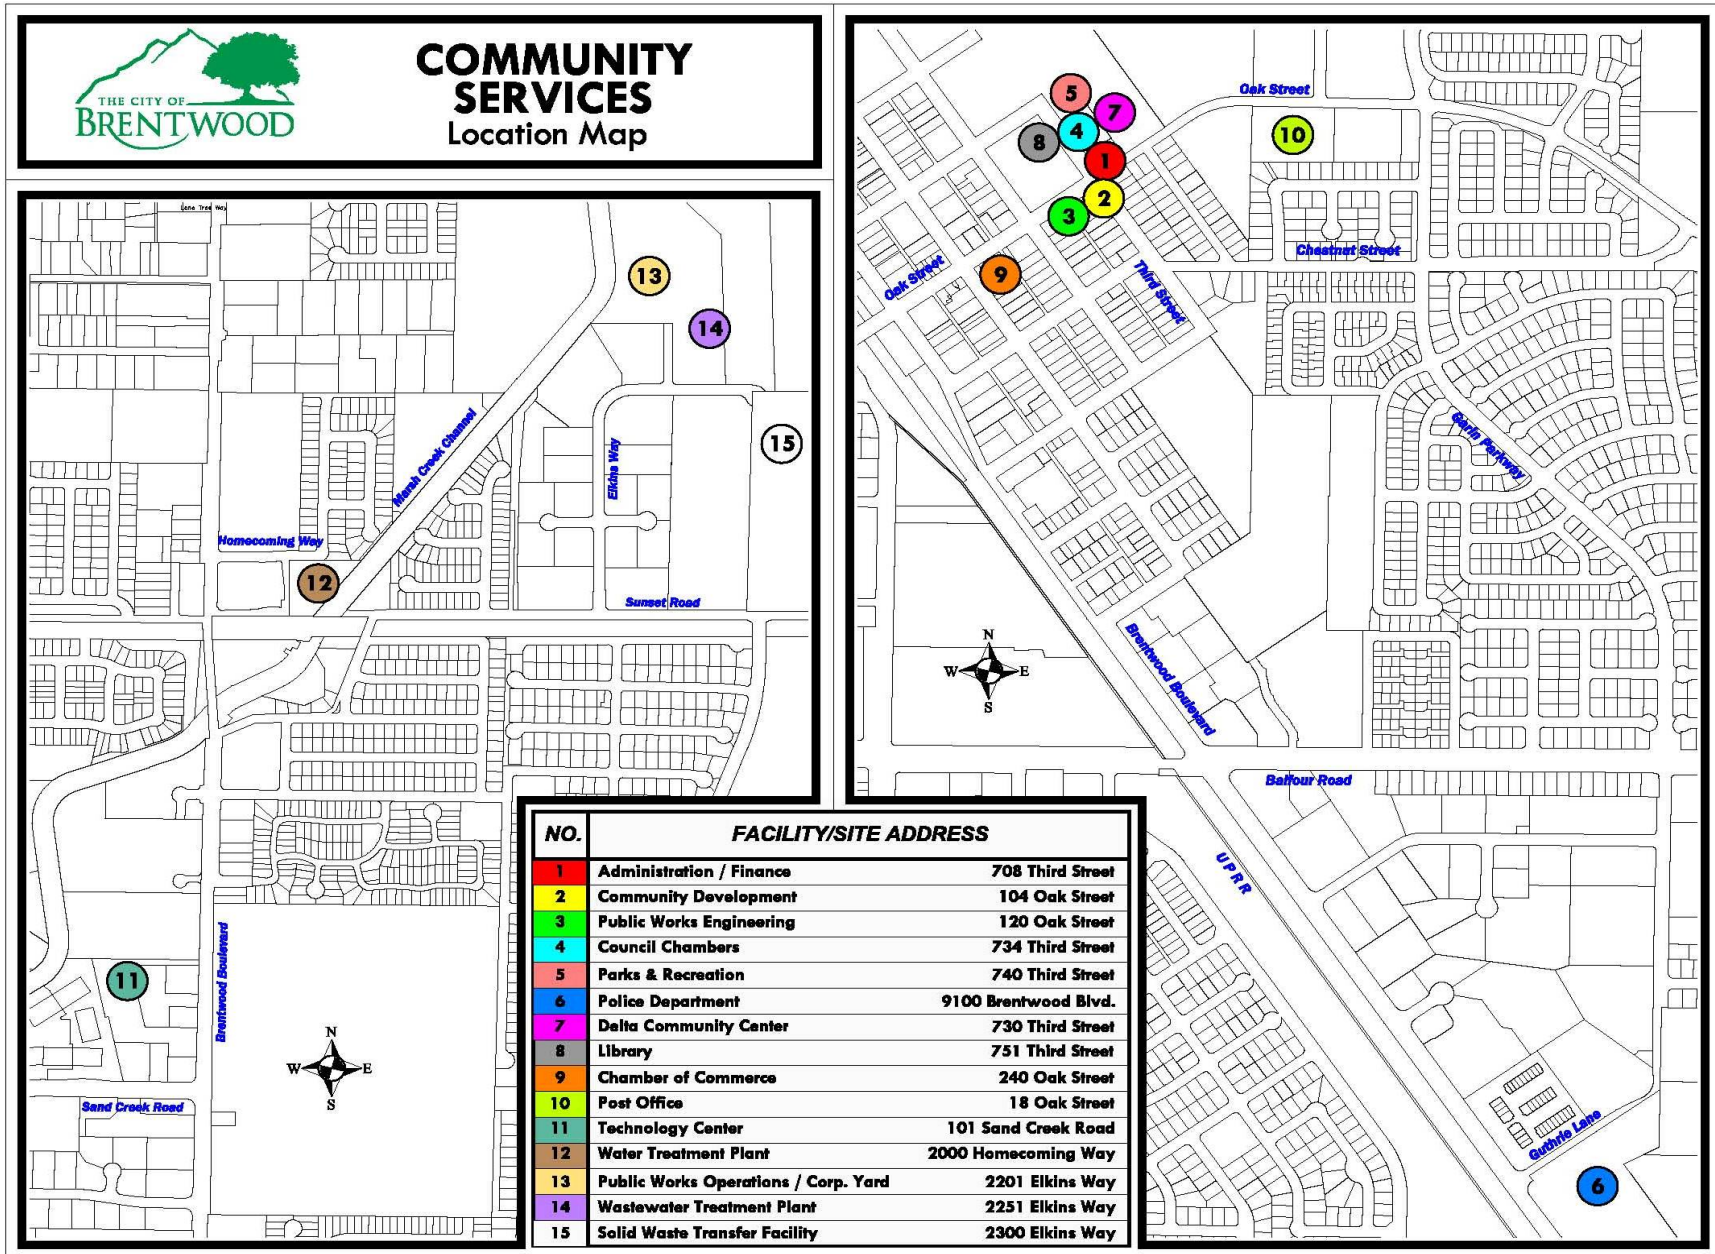 THE CITY OF
BRENTWOOD
COMMUNITY
SERVICES
Location Map
Lone Tree Way
13
14
15
Marsh Creek Channel
Elkins Way
Homecoming Way
12
Sunset Road
11
Brentwood Boulevard
N
W E
S
Sand Creek Road
5
7
4
8
1
2
3
Oak Street
10
Chestnut Street
Oak Street
9
Third Street
Garin Parkway
N
W E
S
Brentwood Boulevard
Balfour Road
UPRR
Guthrie Lane
6
NO. FACILITY/SITE ADDRESS
1 Administration / Finance 708 Third Street
2 Community Development 104 Oak Street
3 Public Works Engineering 120 Oak Street
4 Council Chambers 734 Third Street
5 Parks & Recreation 740 Third Street
6 Police Department 9100 Brentwood Blvd.
7 Delta Community Center 730 Third Street
8 Library 751 Third Street
9 Chamber of Commerce 240 Oak Street
10 Post Office 18 Oak Street
11 Technology Center 101 Sand Creek Road
12 Water Treatment Plant 2000 Homecoming Way
13 Public Works Operations / Corp. Yard 2201 Elkins Way
14 Wastewater Treatment Plant 2251 Elkins Way
15 Solid Waste Transfer Facility 2300 Elkins Way